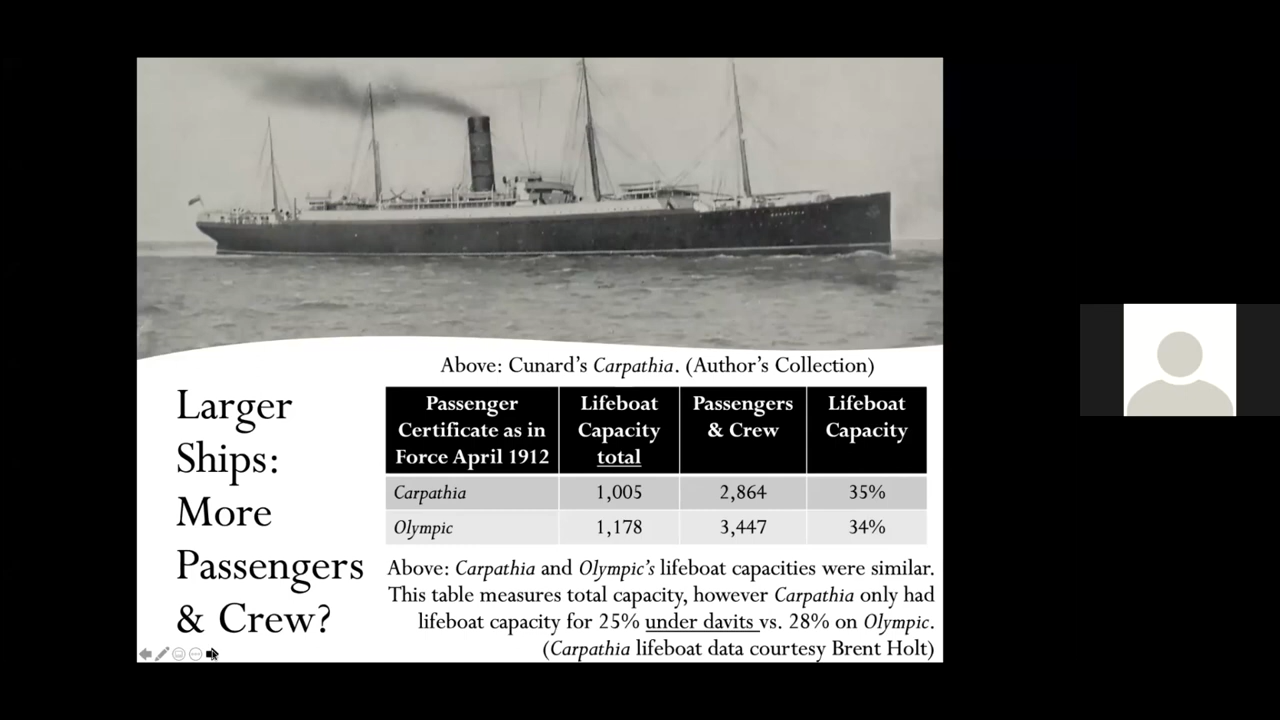 Above: Cunard's Carpathia. (Author's Collection)
Larger
Ships:
More
Passengers
& Crew?
Passenger Certificate as in Force April 1912 Lifeboat Capacity total Passengers & Crew Lifeboat Capacity
Carpathia 1,005 2,864 35%
Olympic 1,178 3,447 34%
Above: Carpathia and Olympic's lifeboat capacities were similar.
This table measures total capacity, however Carpathia only had
lifeboat capacity for 25% under davits vs. 28% on Olympic.
(Carpathia lifeboat data courtesy Brent Holt)